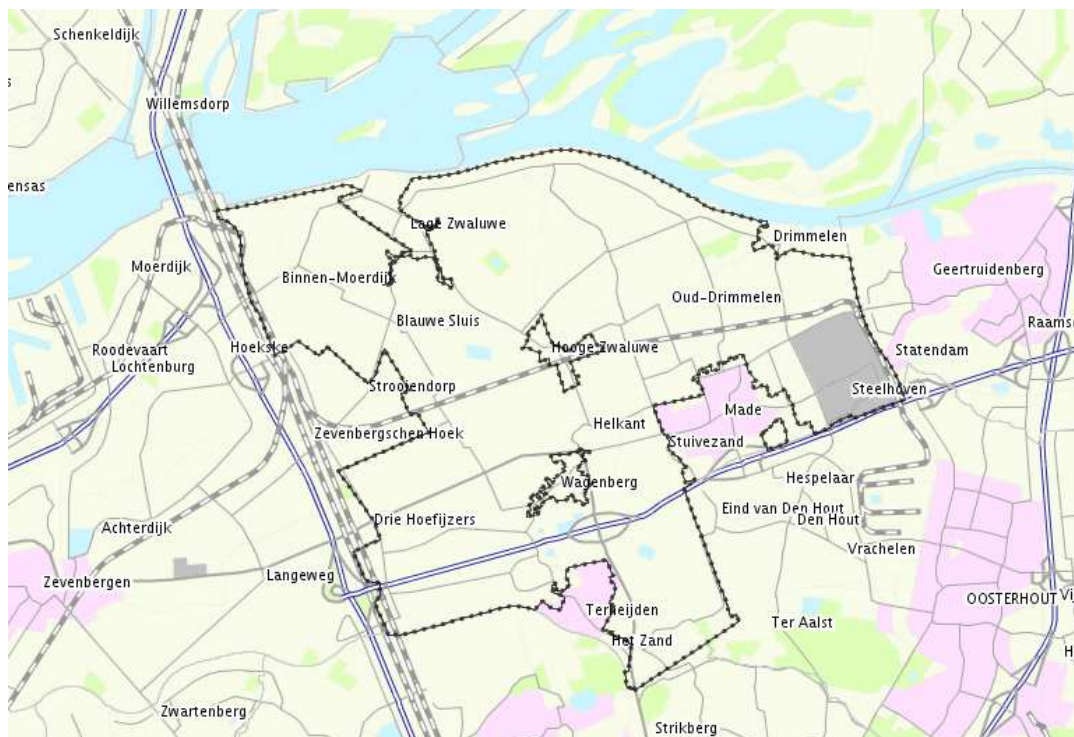 Schenkeldijk
Willemsdorp
ensas
Lage Zwaluwe
Drimmelen
Moerdijk
Binnen-Moerdijk
Geertruidenberg
Oud-Drimmelen
Blauwe Sluis
Raams
Roodevaart
Hoekske
Hooge Zwaluwe
Statendam
Lochtenburg
Strooiendorp
Steelhoven
Made
Helkant
Zevenbergschen Hoek
Stuivezand
Hespelaar
Wagenberg
Eind van Den Hout
Den Hout
Drie Hoefijzers
Achterdijk
Vrachelen
Langeweg
Zevenbergen
OOSTERHOUT
Vij
Terheijden
Ter Aalst
Het Zand
H
Zwartenberg
Strikberg